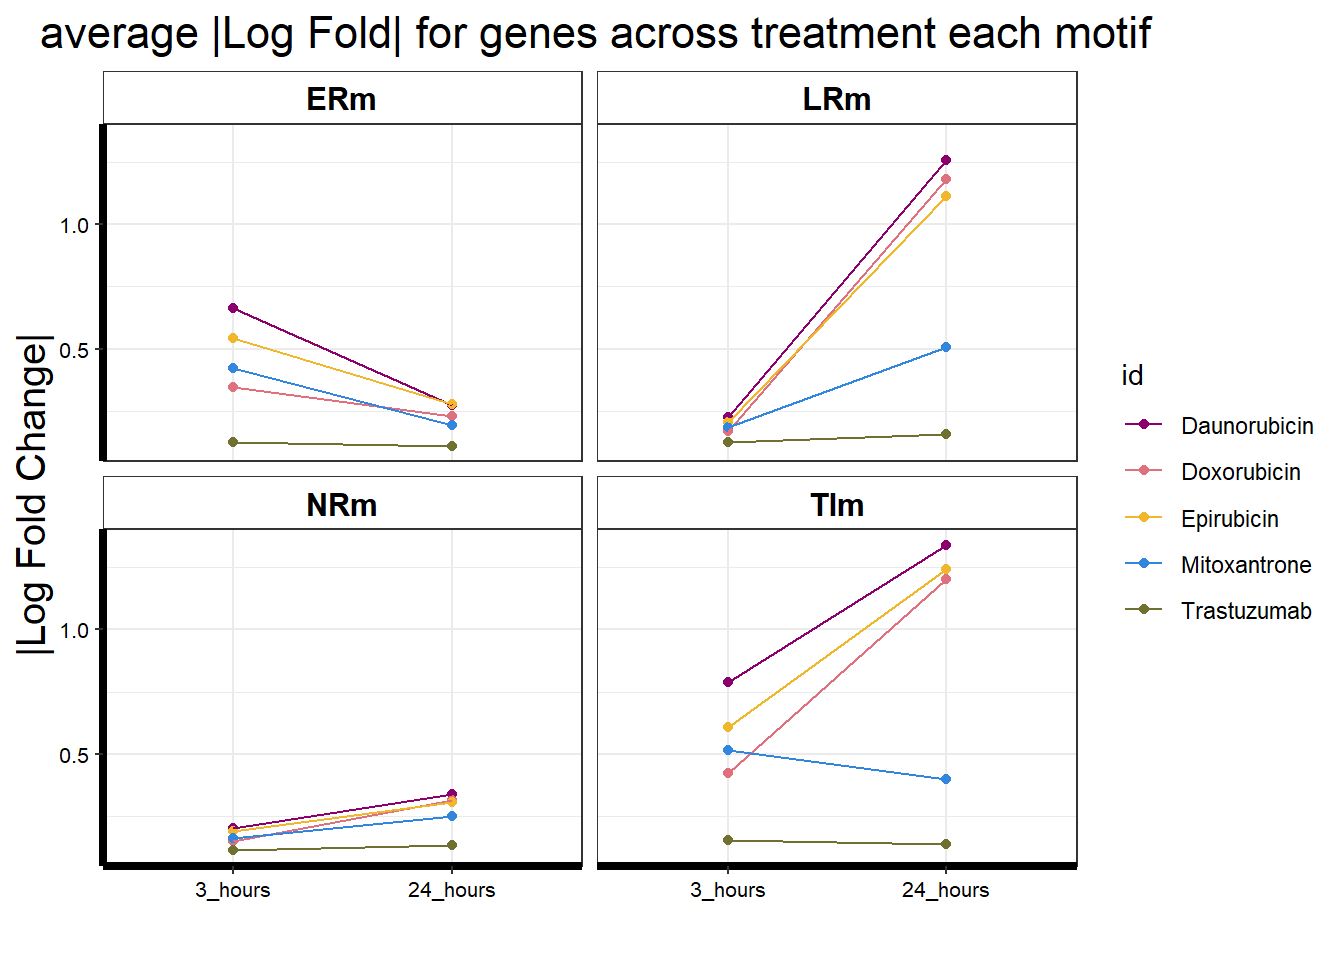 average |Log Fold| for genes across treatment each motif
ERm
LRm
1.0
0.5
NRm
TIm
1.0
0.5
3_hours
24_hours
3_hours
24_hours
|Log Fold Change|
id
Daunorubicin
Doxorubicin
Epirubicin
Mitoxantrone
Trastuzumab